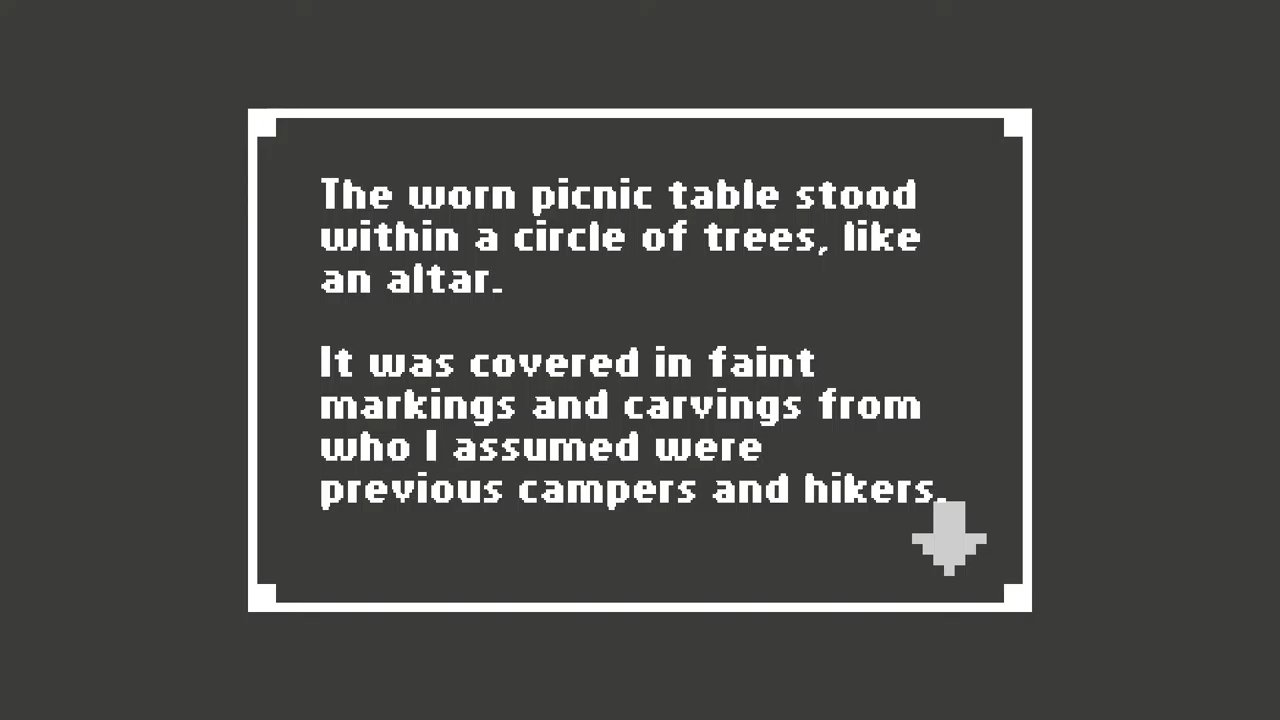 The worn picnic table stood
within a circle of trees, like
an altar.
It was covered in faint
markings and carvings from
who I assumed were
previous campers and hikers.